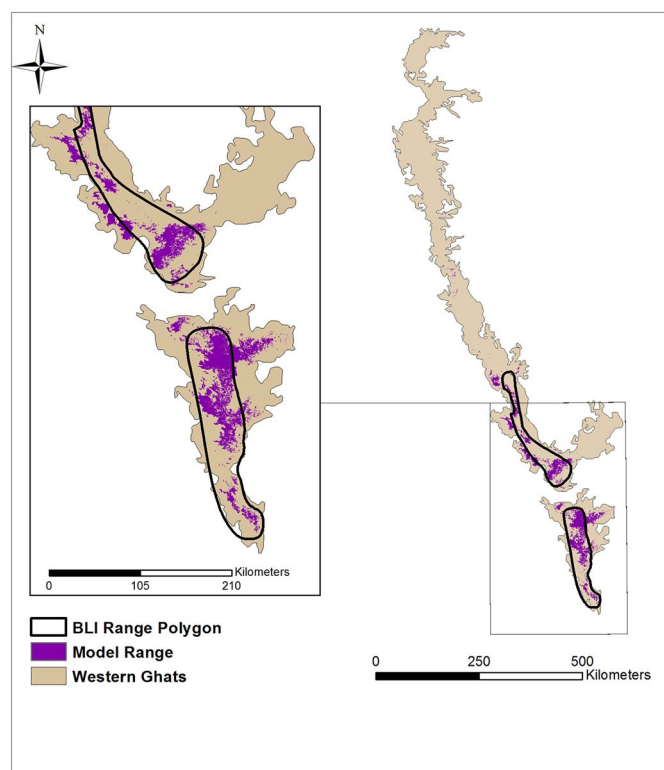 N
Kilometers
0 105 210
BLI Range Polygon
Model Range
Western Ghats
0 250 500
Kilometers